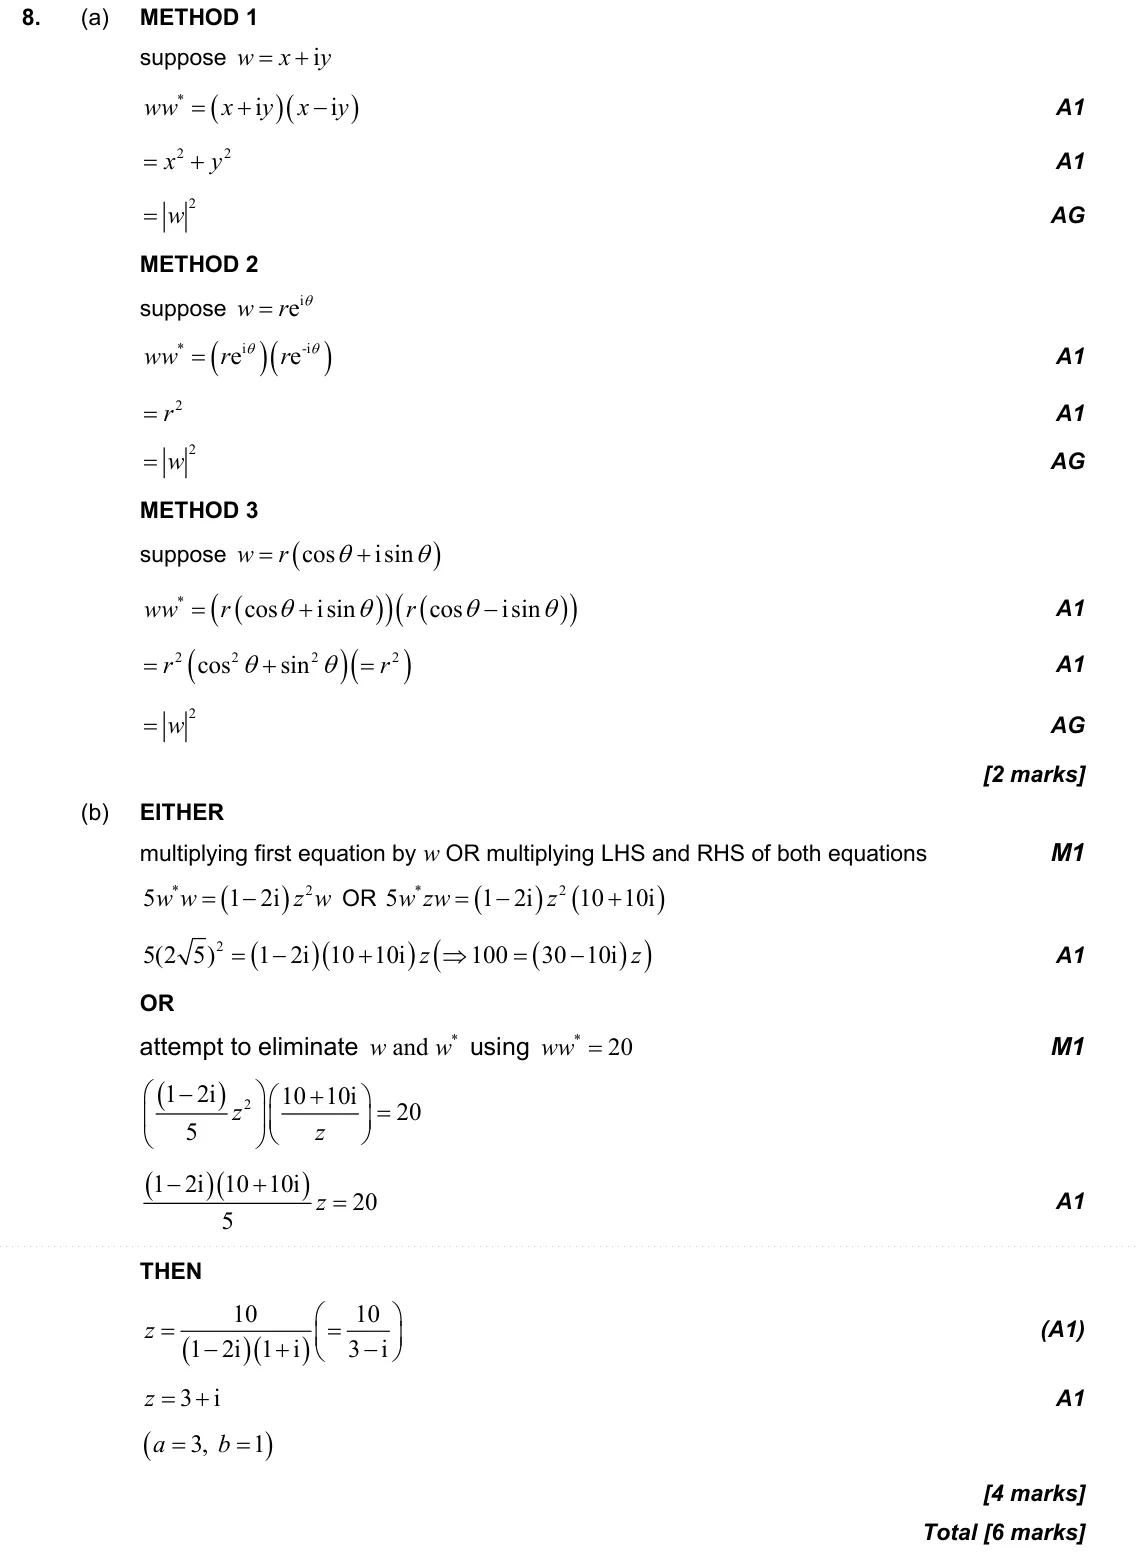 8. (a) METHOD 1
suppose w = x + iy
ww* = (x + iy)(x − iy) A1
= x² + y² A1
= |w|² AG
METHOD 2
suppose w = re^{iθ}
ww* = (re^{iθ})(re^{-iθ}) A1
= r² A1
= |w|² AG
METHOD 3
suppose w = r(cos θ + i sin θ)
ww* = (r(cos θ + i sin θ))(r(cos θ − i sin θ)) A1
= r²(cos² θ + sin² θ)(= r²) A1
= |w|² AG
[2 marks]
(b) EITHER
multiplying first equation by w OR multiplying LHS and RHS of both equations M1
5w*w = (1 − 2i)z²w OR 5w*zw = (1 − 2i)z²(10 + 10i)
5(2√5)² = (1 − 2i)(10 + 10i)z(⇒ 100 = (30 − 10i)z) A1
OR
attempt to eliminate w and w* using ww* = 20 M1
((1 − 2i)/5 z²)((10 + 10i)/z) = 20
(1 − 2i)(10 + 10i)/5 z = 20 A1
THEN
z = 10/((1 − 2i)(1 + i)) (= 10/(3 − i)) (A1)
z = 3 + i A1
(a = 3, b = 1)
[4 marks]
Total [6 marks]